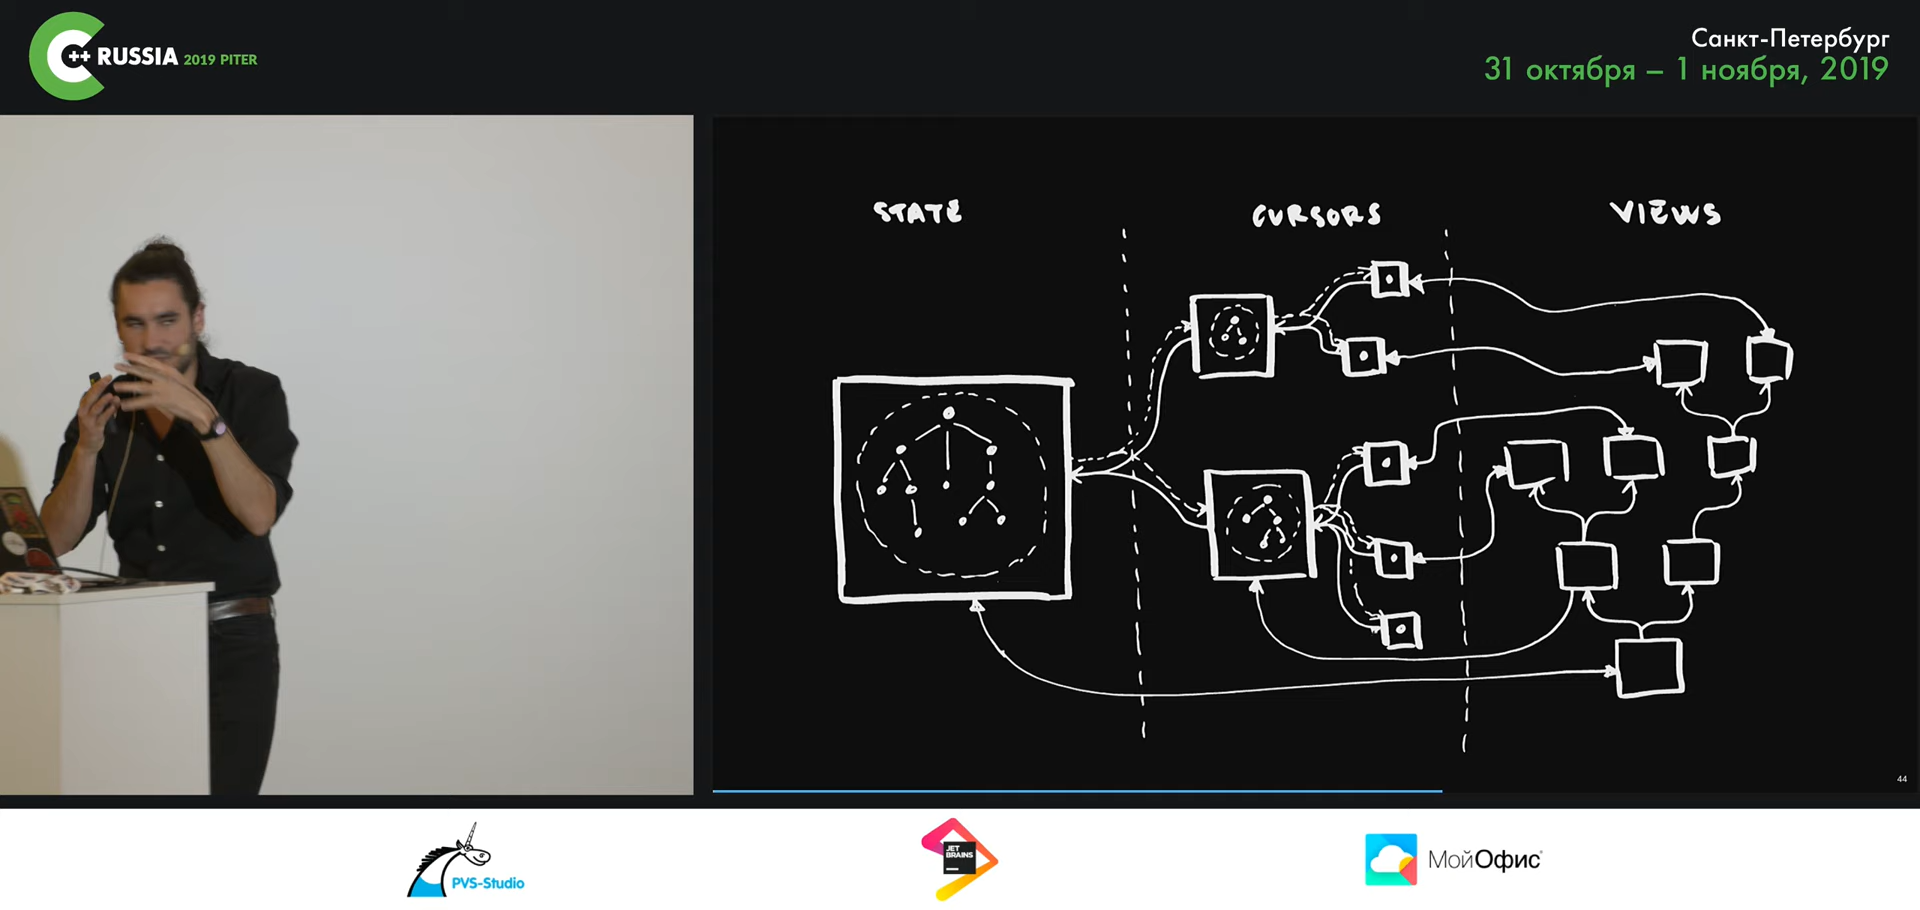 C++ RUSSIA 2019 PITER
Санкт-Петербург
31 октября – 1 ноября, 2019
STATE
CURSORS
VIEWS
44
PVS-Studio
JET
BRAINS
МойОфис